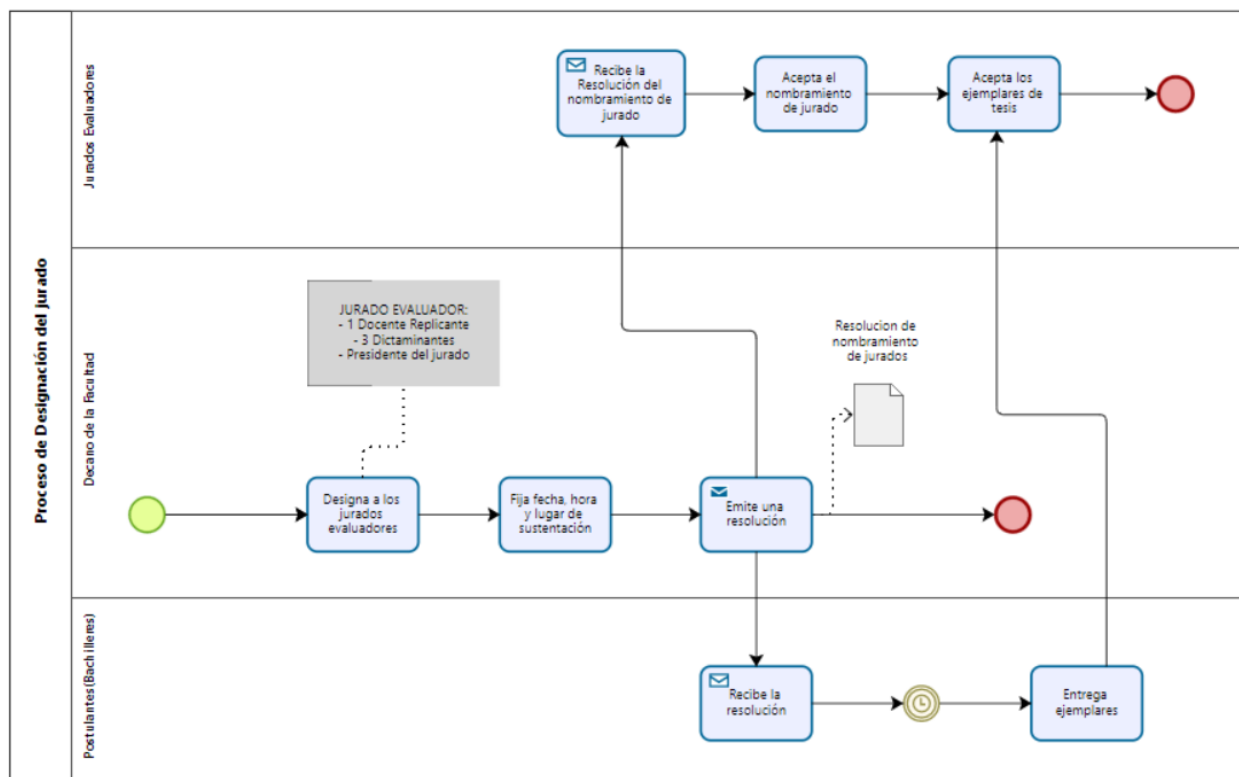 Proceso de Designación del jurado
Jurados Evaluadores
Recibe la
Resolución del
nombramiento de
jurado
Acepta el
nombramiento
de jurado
Acepta los
ejemplares de
tesis
Decano de la Facultad
JURADO EVALUADOR:
- 1 Docente Replicante
- 3 Dictaminantes
- Presidente del jurado
Resolucion de
nombramiento
de jurados
Designa a los
jurados
evaluadores
Fija fecha, hora
y lugar de
sustentación
Emite una
resolución
Postulantes(Bachilleres)
Recibe la
resolución
Entrega
ejemplares